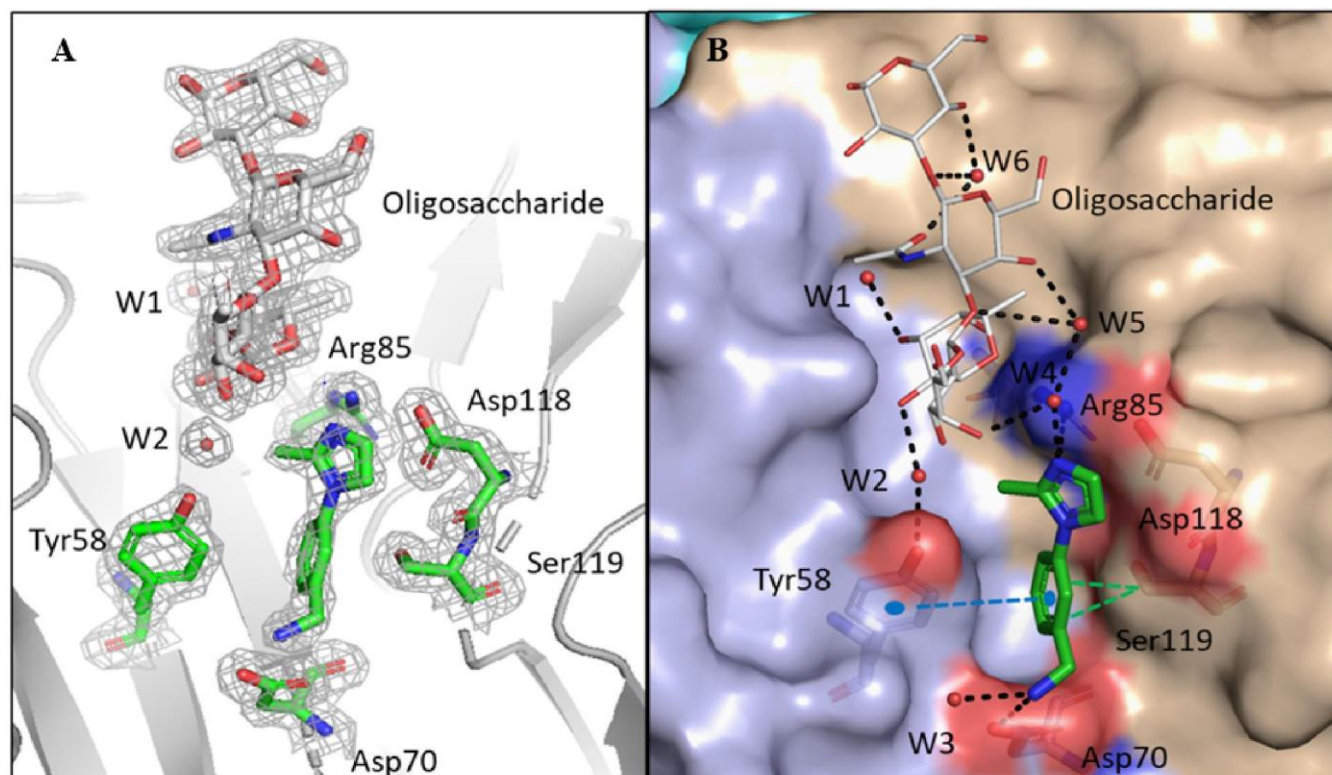 A
Oligosaccharide
W1
Arg85
Asp118
W2
Tyr58
Ser119
Asp70
B
W6
Oligosaccharide
W1
W5
W4
Arg85
W2
Asp118
Tyr58
Ser119
W3
Asp70